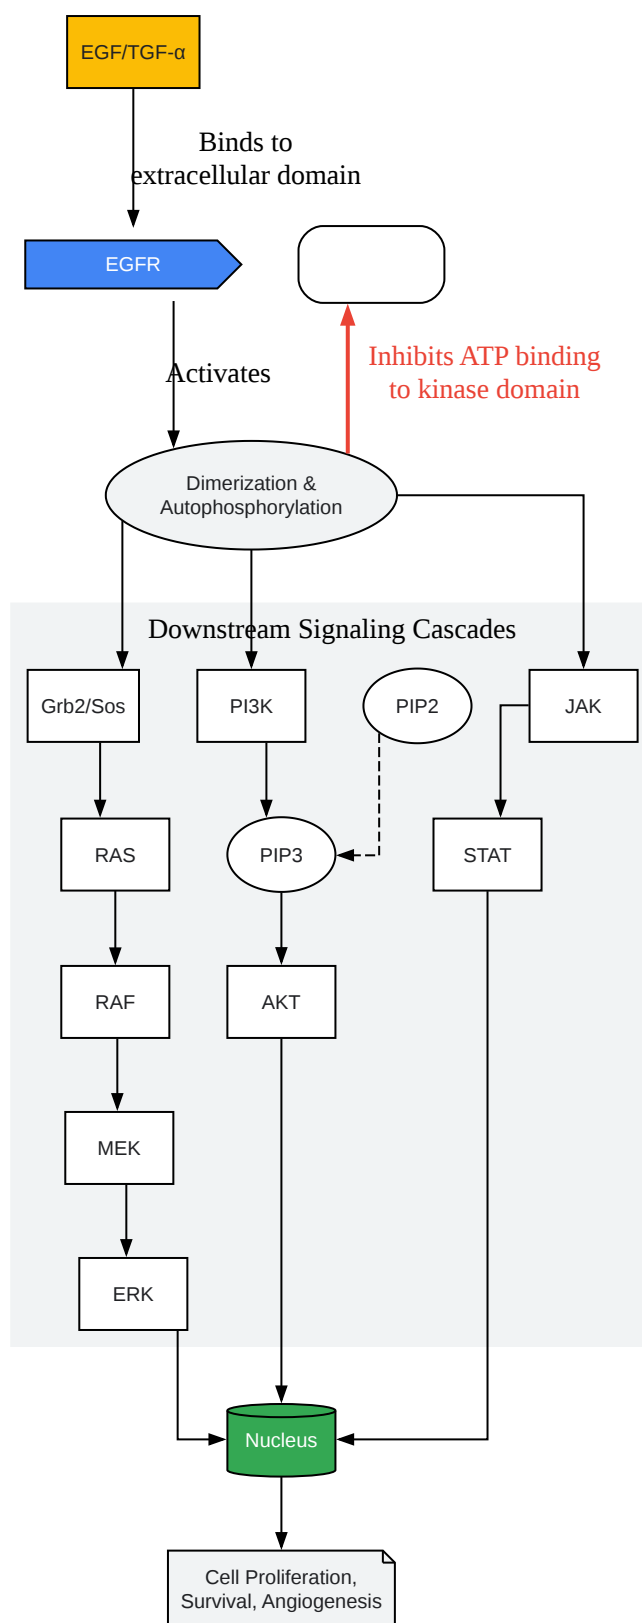 EGF/TGF-α
Binds to
extracellular domain
EGFR
Inhibits ATP binding
to kinase domain
Activates
Dimerization &
Autophosphorylation
Downstream Signaling Cascades
Grb2/Sos
PI3K
PIP2
JAK
RAS
PIP3
STAT
RAF
AKT
MEK
ERK
Nucleus
Cell Proliferation,
Survival, Angiogenesis